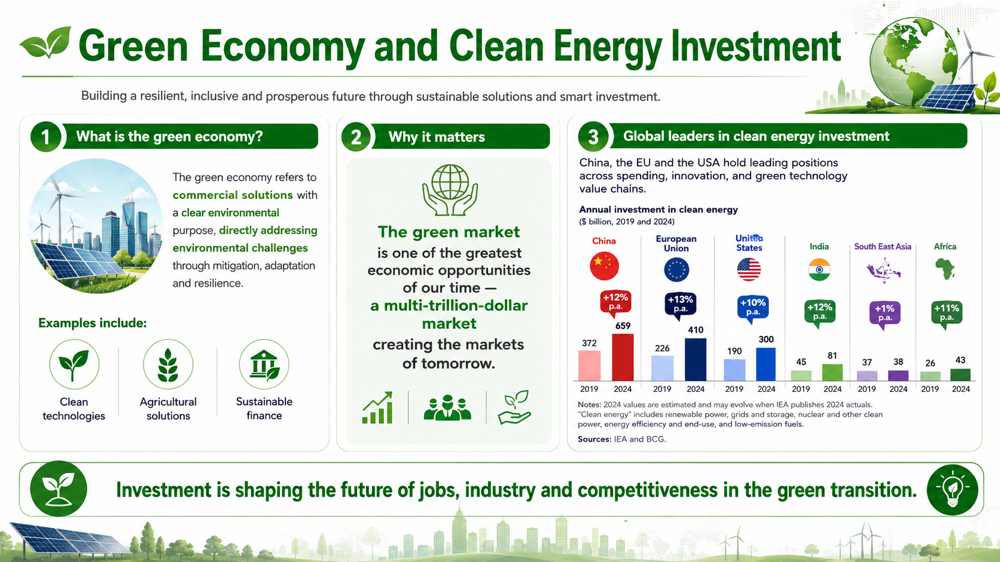 Green Economy and Clean Energy Investment
Building a resilient, inclusive and prosperous future through sustainable solutions and smart investment.
1
What is the green economy?
The green economy refers to
commercial solutions with
a clear environmental
purpose, directly addressing
environmental challenges
through mitigation, adaptation
and resilience.
Examples include:
Clean
technologies
Agricultural
solutions
Sustainable
finance
2
Why it matters
The green market
is one of the greatest
economic opportunities
of our time —
a multi-trillion-dollar
market
creating the markets
of tomorrow.
3
Global leaders in clean energy investment
China, the EU and the USA hold leading positions
across spending, innovation, and green technology
value chains.
Annual investment in clean energy
($ billion, 2019 and 2024)
China
+12%
p.a.
372
659
2019
2024
European
Union
+13%
p.a.
226
410
2019
2024
United
States
+10%
p.a.
190
300
2019
2024
India
+12%
p.a.
45
81
2019
2024
South East Asia
+1%
p.a.
37
38
2019
2024
Africa
+11%
p.a.
26
43
2019
2024
Notes: 2024 values are estimated and may evolve when IEA publishes 2024 actuals.
“Clean energy” includes renewable power, grids and storage, nuclear and other clean
power, energy efficiency and end-use, and low-emission fuels.
Sources: IEA and BCG.
Investment is shaping the future of jobs, industry and competitiveness in the green transition.